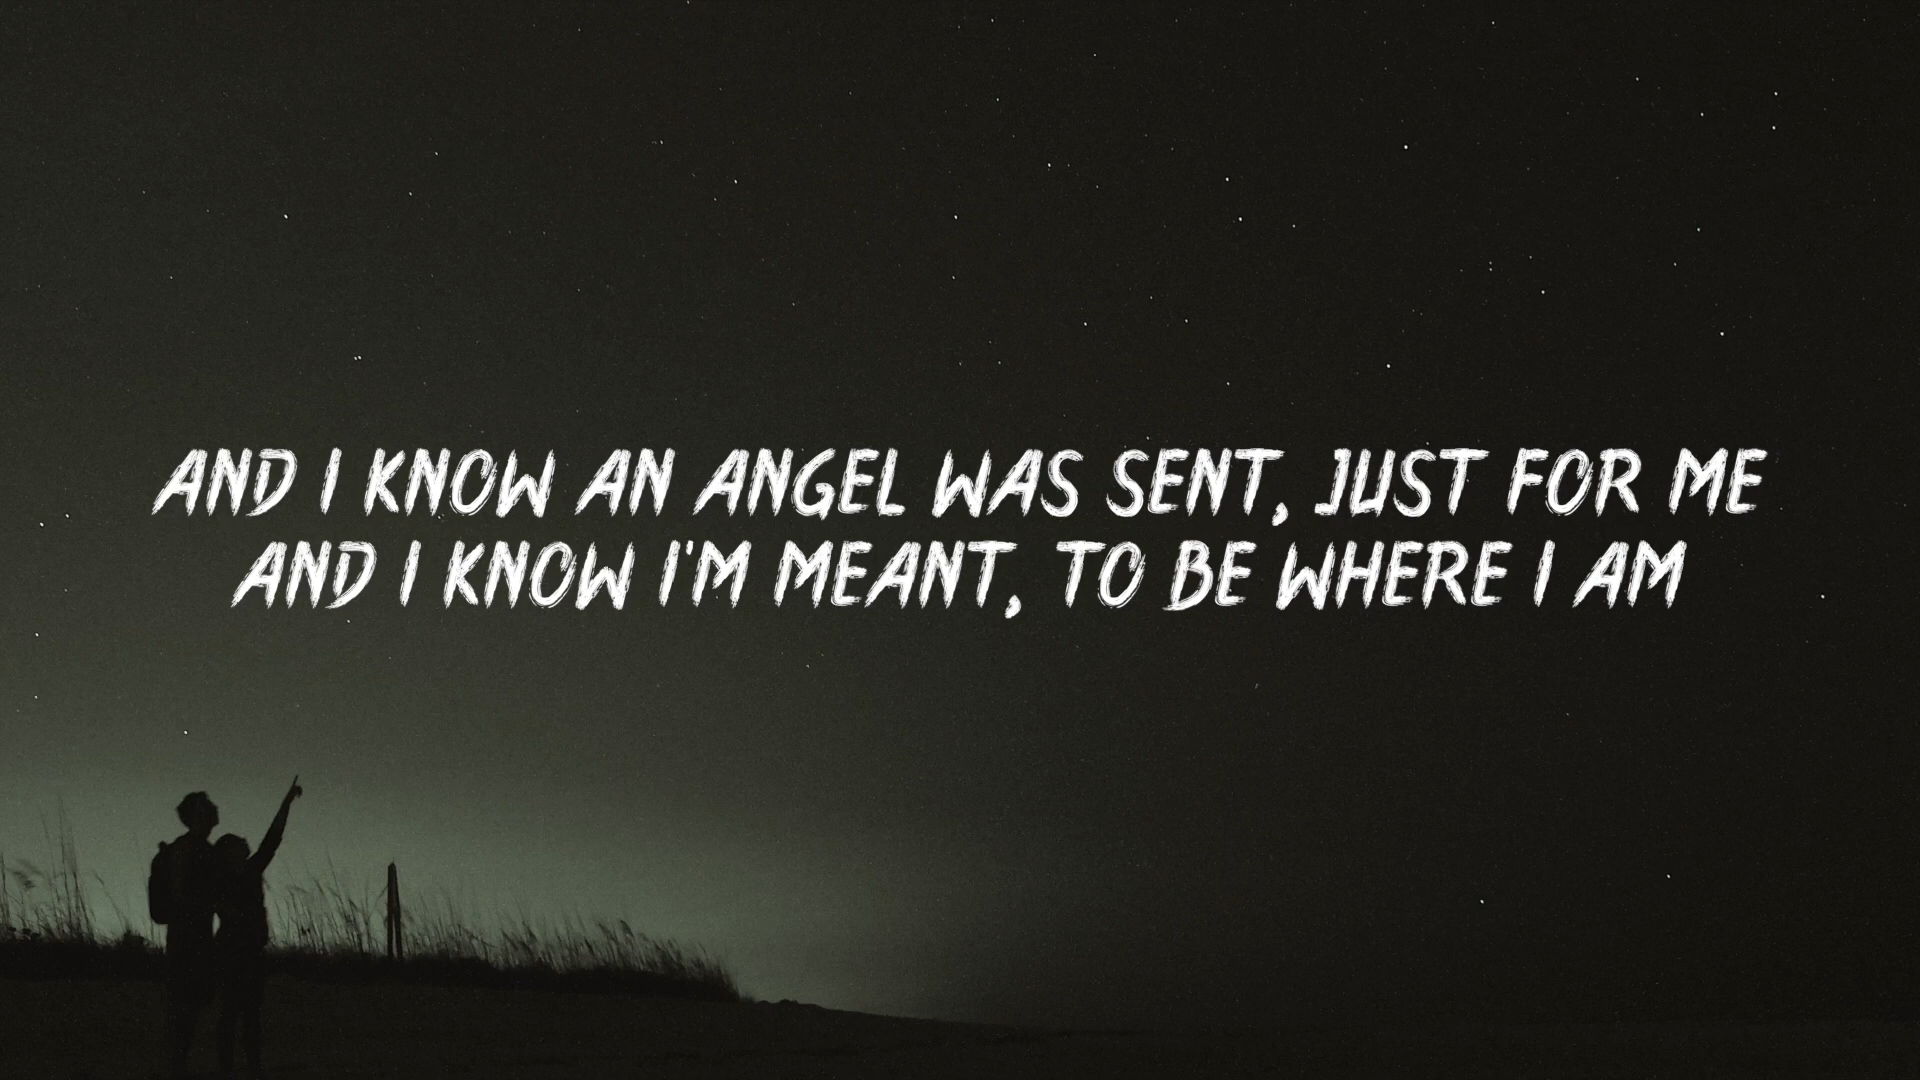 AND I KNOW AN ANGEL WAS SENT, JUST FOR ME
AND I KNOW I'M MEANT, TO BE WHERE I AM